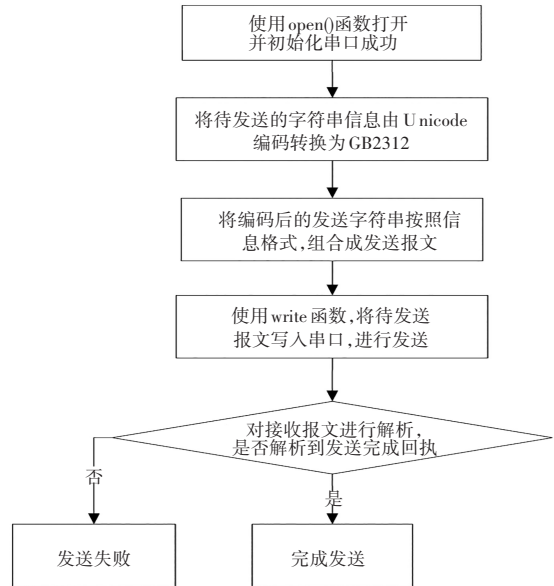 使用open()函数打开
并初始化串口成功
将待发送的字符串信息由 Unicode
编码转换为GB2312
将编码后的发送字符串按照信
息格式,组合成发送报文
使用write函数,将待发送
报文写入串口,进行发送
对接收报文进行解析,
是否解析到发送完成回执
否
是
发送失败
完成发送